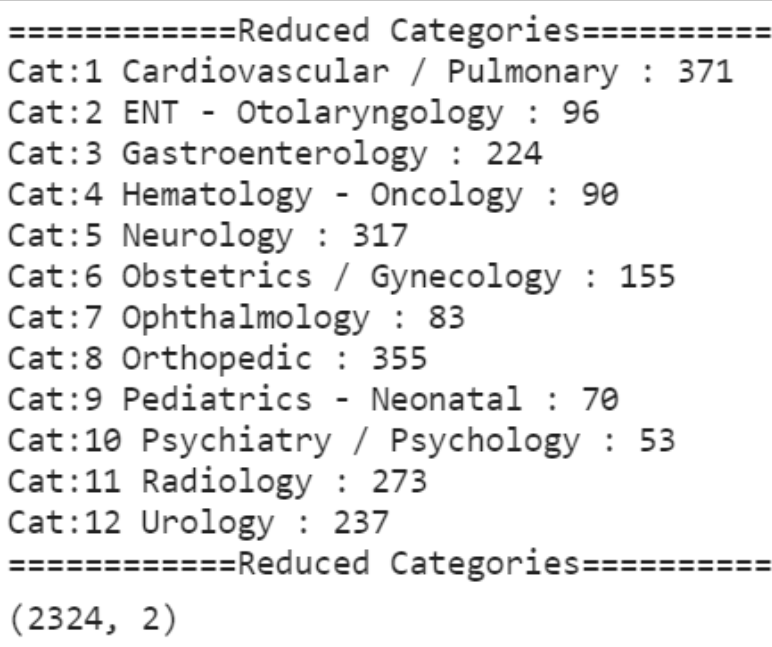 ============Reduced Categories==========
Cat:1 Cardiovascular / Pulmonary : 371
Cat:2 ENT - Otolaryngology : 96
Cat:3 Gastroenterology : 224
Cat:4 Hematology - Oncology : 90
Cat:5 Neurology : 317
Cat:6 Obstetrics / Gynecology : 155
Cat:7 Ophthalmology : 83
Cat:8 Orthopedic : 355
Cat:9 Pediatrics - Neonatal : 70
Cat:10 Psychiatry / Psychology : 53
Cat:11 Radiology : 273
Cat:12 Urology : 237
============Reduced Categories==========
(2324, 2)